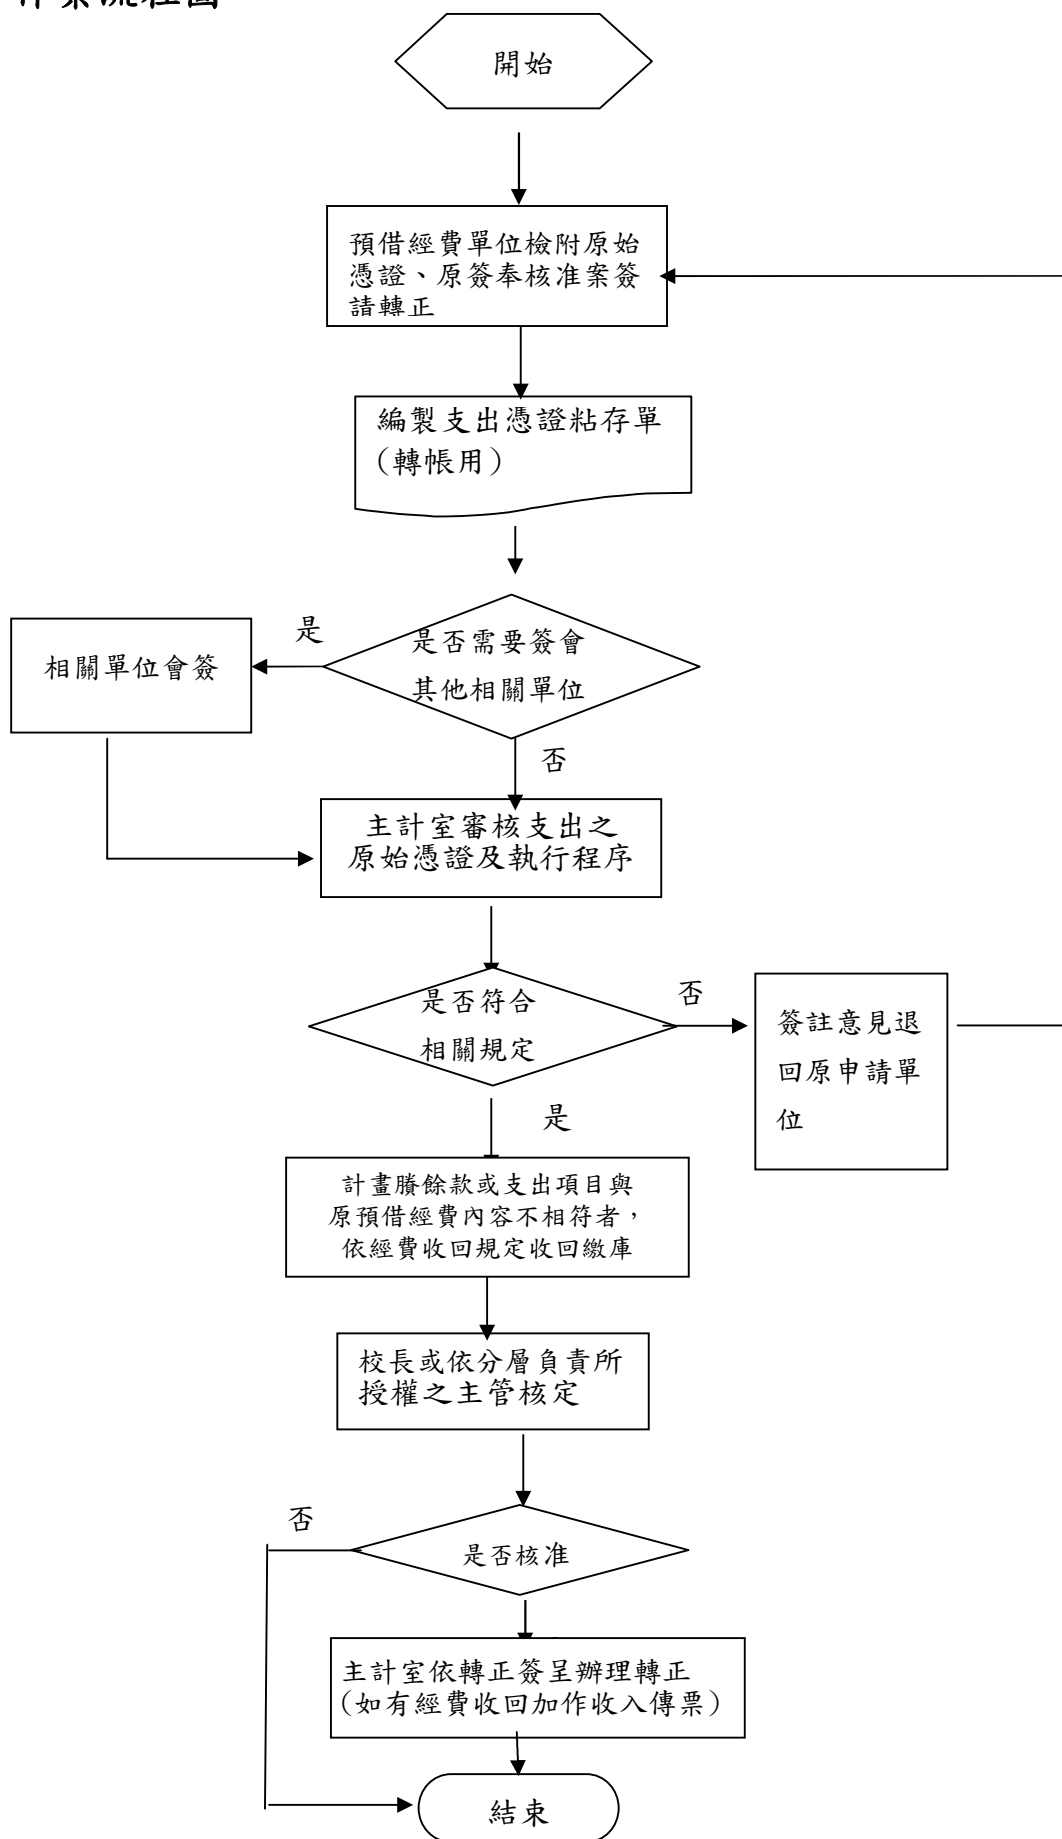 開始
預借經費單位檢附原始
憑證、原簽奉核准案簽
請轉正
編製支出憑證粘存單
(轉帳用)
是
是否需要簽會
其他相關單位
相關單位會簽
否
主計室審核支出之
原始憑證及執行程序
是否符合
相關規定
否
簽註意見退
回原申請單
位
是
計畫賸餘款或支出項目與
原預借經費內容不相符者，
依經費收回規定收回繳庫
校長或依分層負責所
授權之主管核定
否
是否核准
主計室依轉正簽呈辦理轉正
(如有經費收回加作收入傳票)
結束